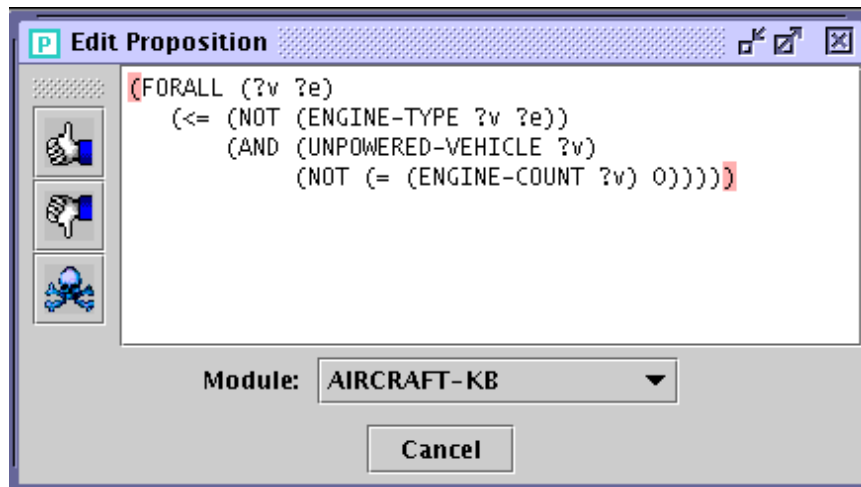 P Edit Proposition
(FORALL (?v ?e)
(<= (NOT (ENGINE-TYPE ?v ?e))
(AND (UNPOWERED-VEHICLE ?v)
(NOT (= (ENGINE-COUNT ?v) 0)))))
Module: AIRCRAFT-KB
Cancel